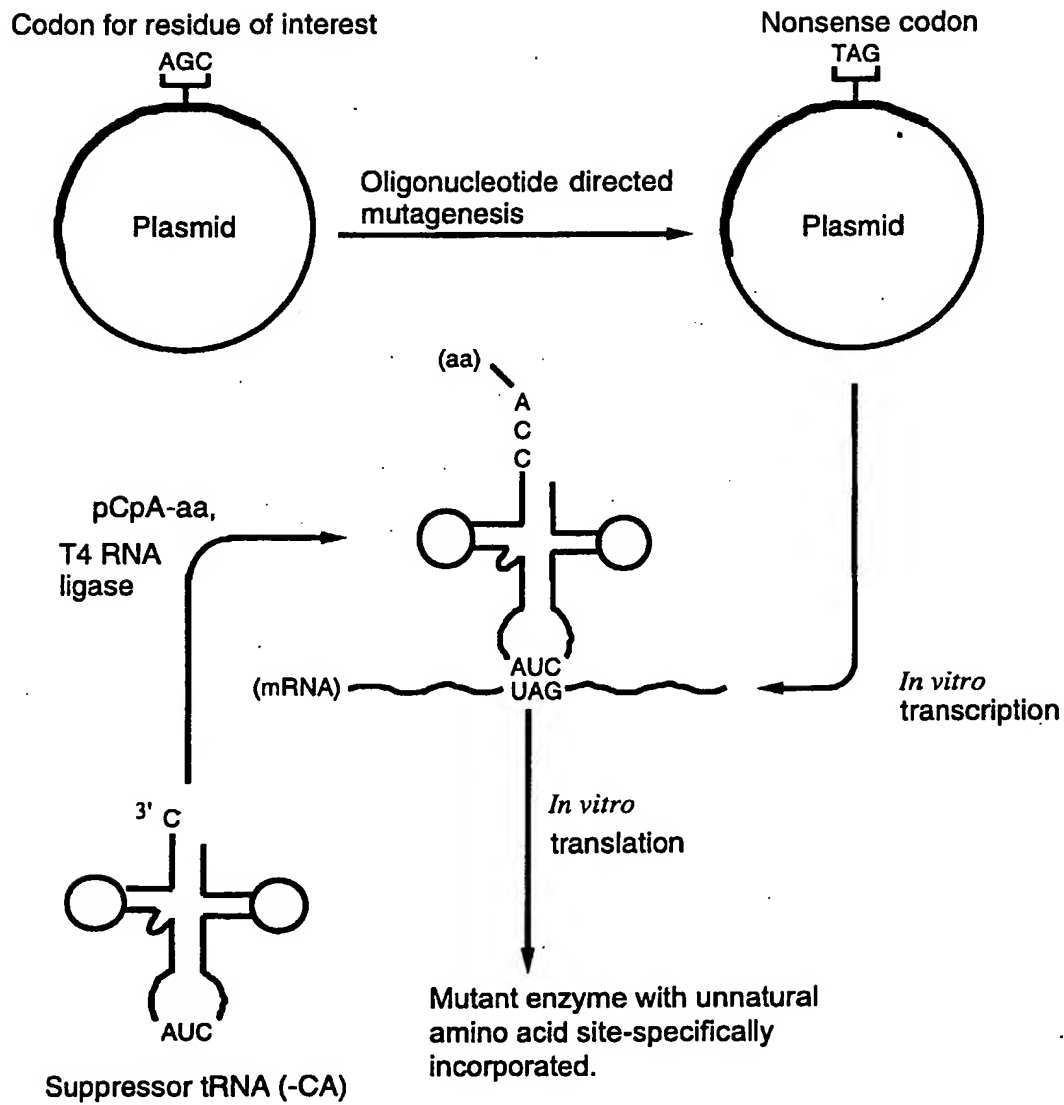 Codon for residue of interest
AGC
Plasmid
Oligonucleotide directed
mutagenesis
Nonsense codon
TAG
Plasmid
(aa)
A
C
C
pCpA-aa,
T4 RNA
ligase
AUC
(mRNA)
UAG
In vitro
transcription
In vitro
translation
3' C
AUC
Suppressor tRNA (-CA)
Mutant enzyme with unnatural
amino acid site-specifically
incorporated.